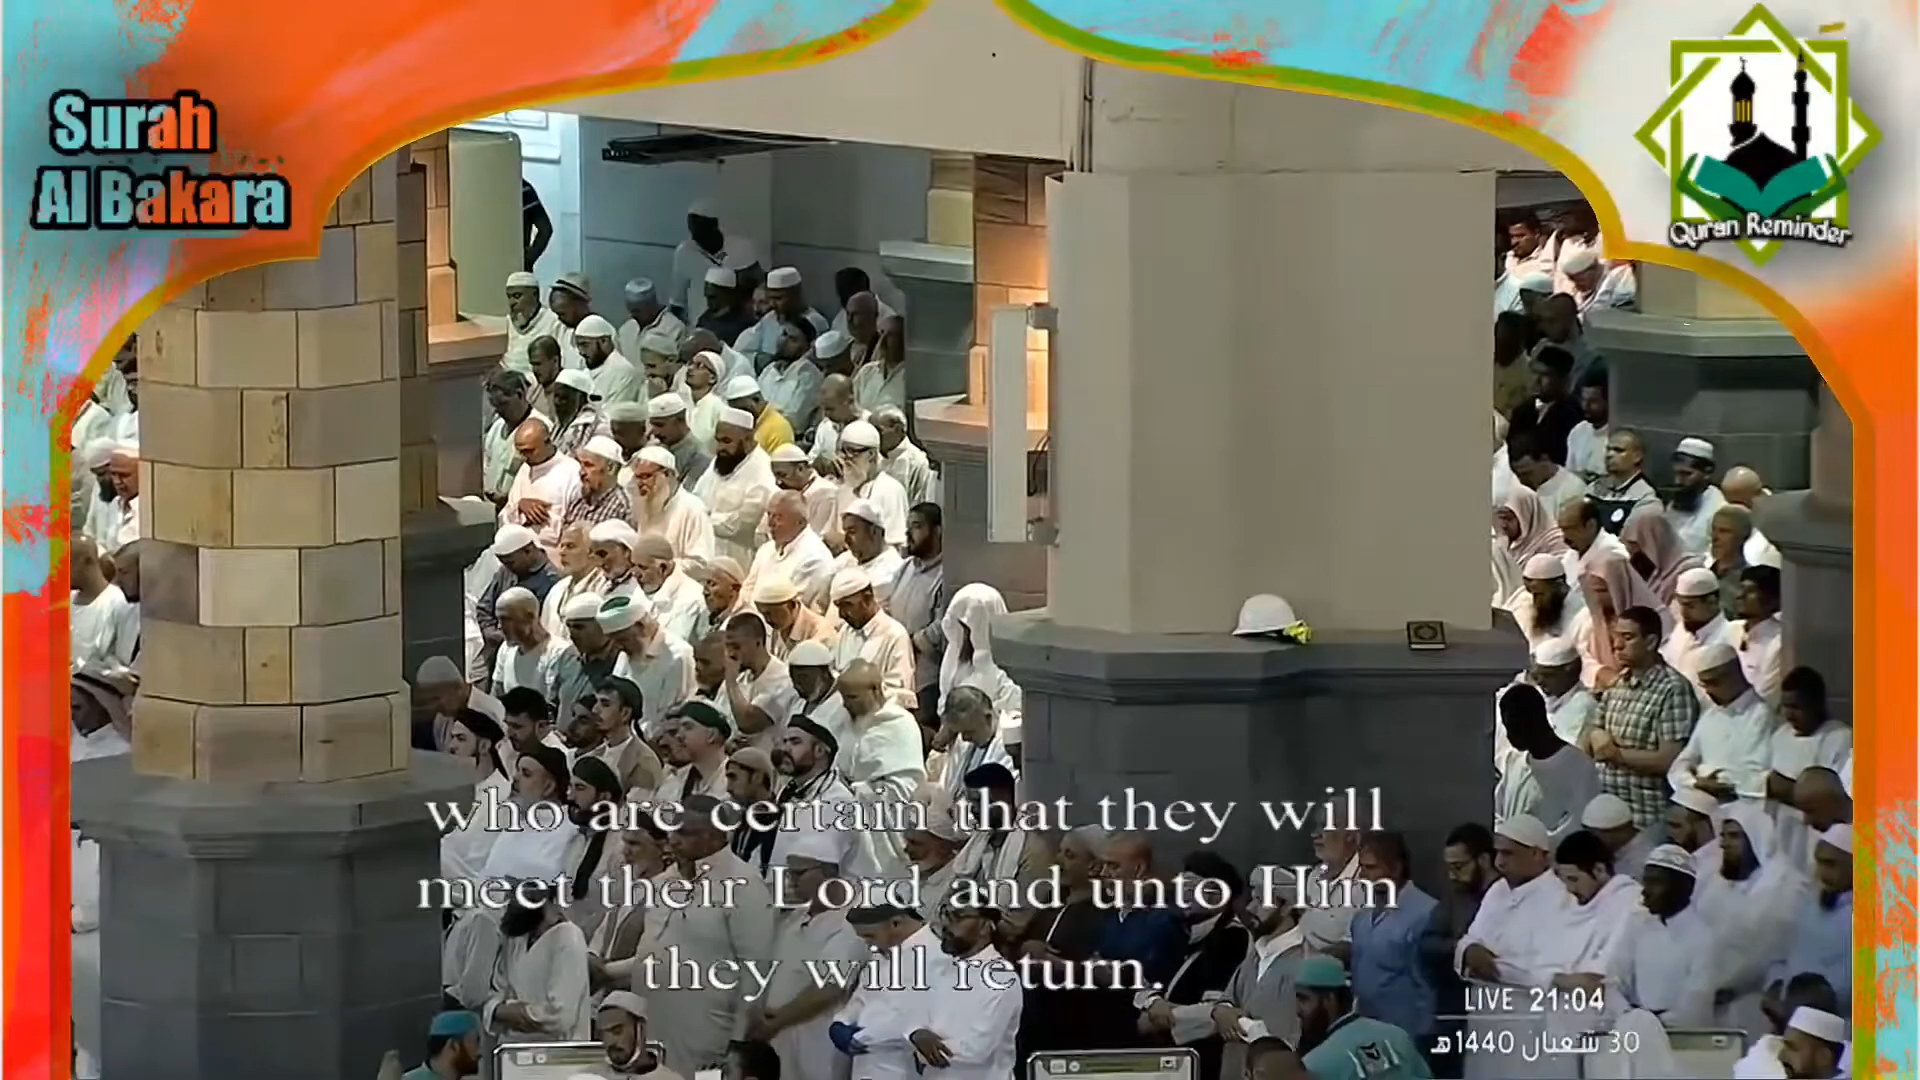 Surah
Al Bakara
Quran Reminder
who are certain that they will
meet their Lord and unto Him
they will return.
LIVE 21:04
30 شعبان 1440هـ